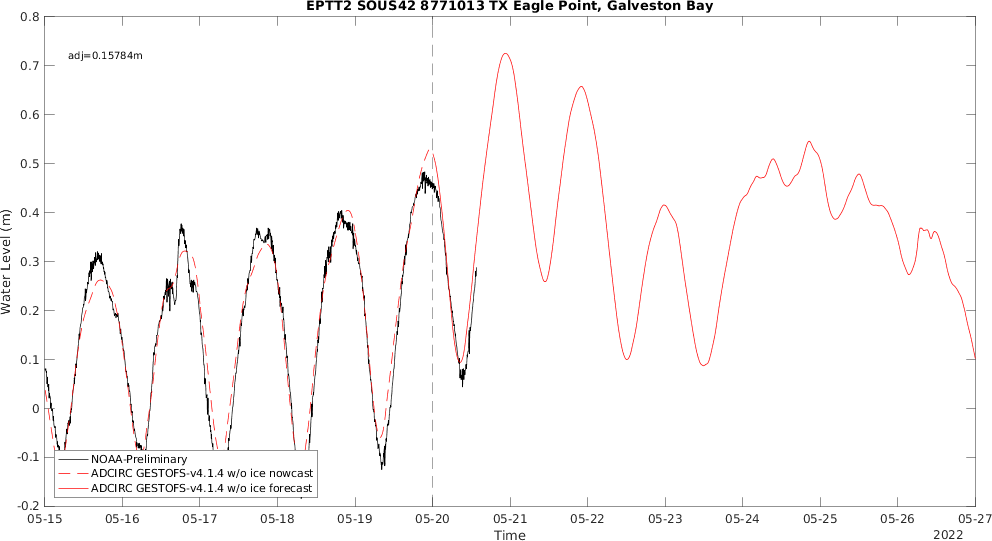 EPTT2 SOUS42 8771013 TX Eagle Point, Galveston Bay
0.8
adj=0.15784m
0.7
0.6
0.5
0.4
0.3
0.2
0.1
0
-0.1
-0.2
Water Level (m)
NOAA-Preliminary
ADCIRC GESTOFS-v4.1.4 w/o ice nowcast
ADCIRC GESTOFS-v4.1.4 w/o ice forecast
05-15 05-16 05-17 05-18 05-19 05-20 05-21 05-22 05-23 05-24 05-25 05-26 05-27
Time
2022